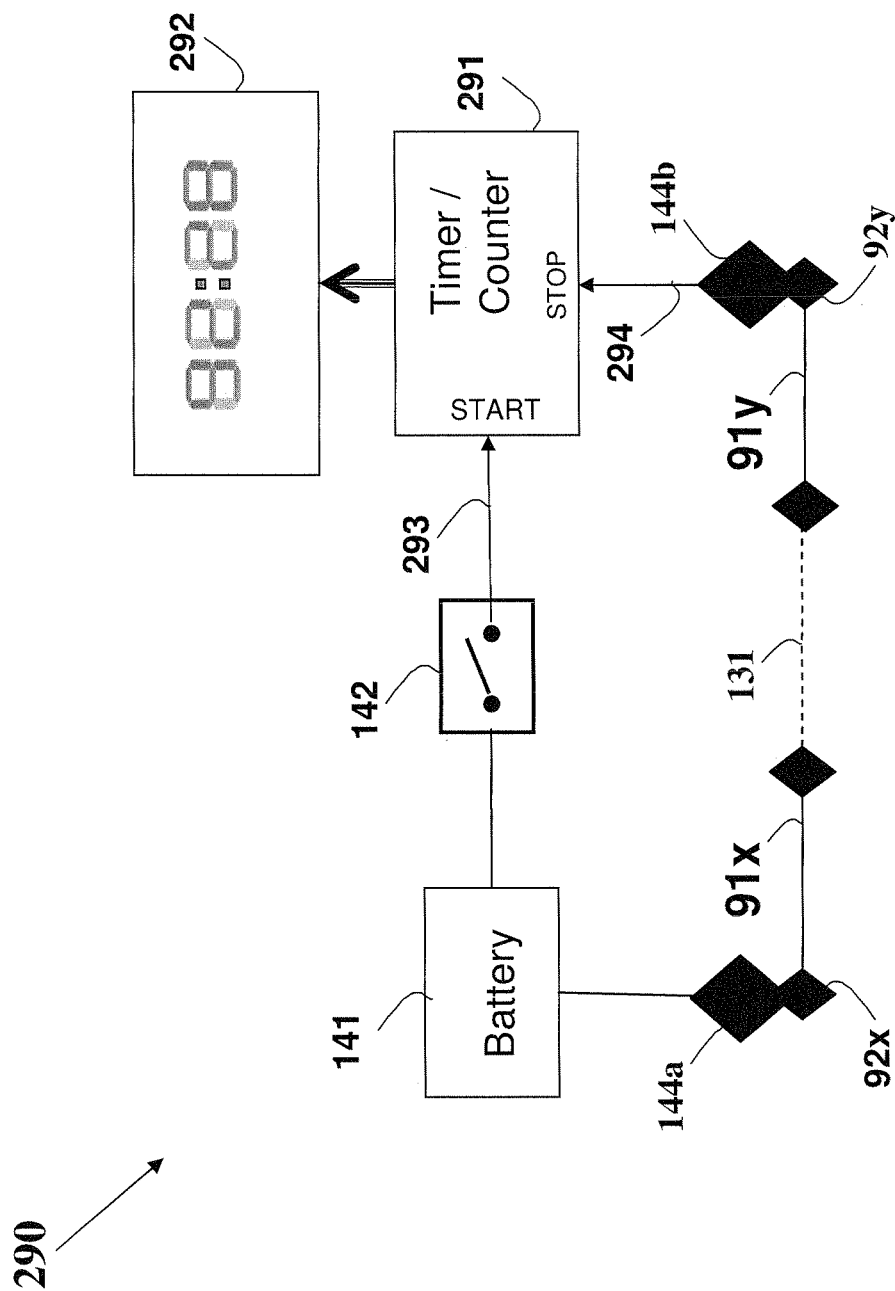 290
292
88:88
291
Timer /
Counter
START
STOP
293
142
141
Battery
294
144b
92y
91y
131
91x
144a
92x